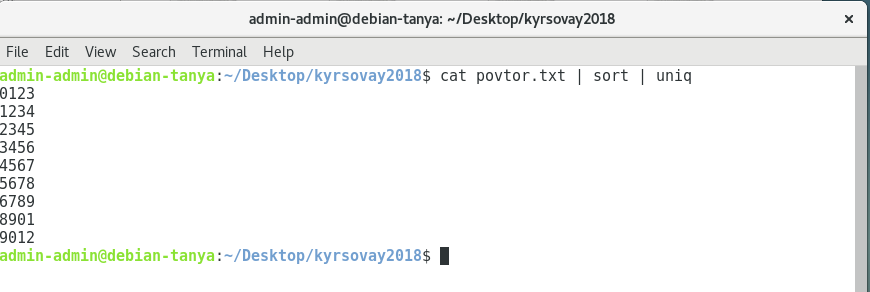 admin-admin@debian-tanya: ~/Desktop/kyrsovay2018 ×
File Edit View Search Terminal Help
admin-admin@debian-tanya:~/Desktop/kyrsovay2018$ cat povtor.txt | sort | uniq
0123
1234
2345
3456
4567
5678
6789
8901
9012
admin-admin@debian-tanya:~/Desktop/kyrsovay2018$